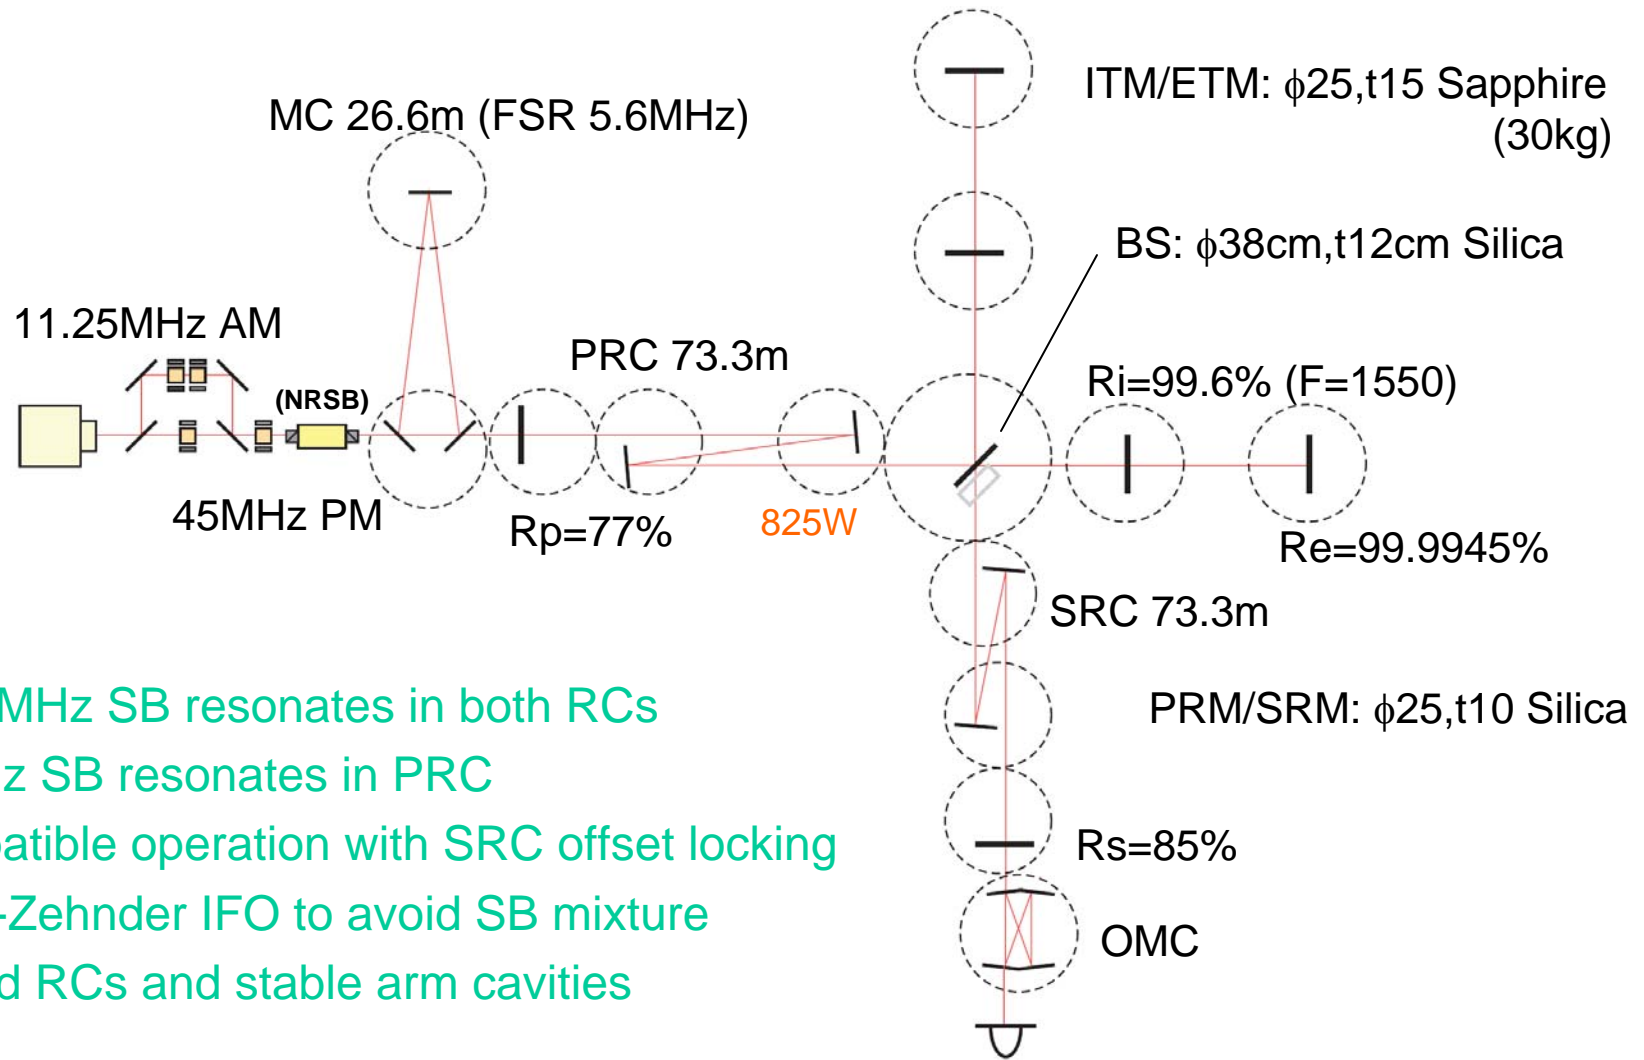 MC 26.6m (FSR 5.6MHz)
ITM/ETM: ϕ25,t15 Sapphire
(30kg)
BS: ϕ38cm,t12cm Silica
11.25MHz AM
(NRSB)
PRC 73.3m
Ri=99.6% (F=1550)
45MHz PM
Rp=77%
825W
Re=99.9945%
SRC 73.3m
PRM/SRM: ϕ25,t10 Silica
Rs=85%
OMC
MHz SB resonates in both RCs
z SB resonates in PRC
atible operation with SRC offset locking
-Zehnder IFO to avoid SB mixture
d RCs and stable arm cavities